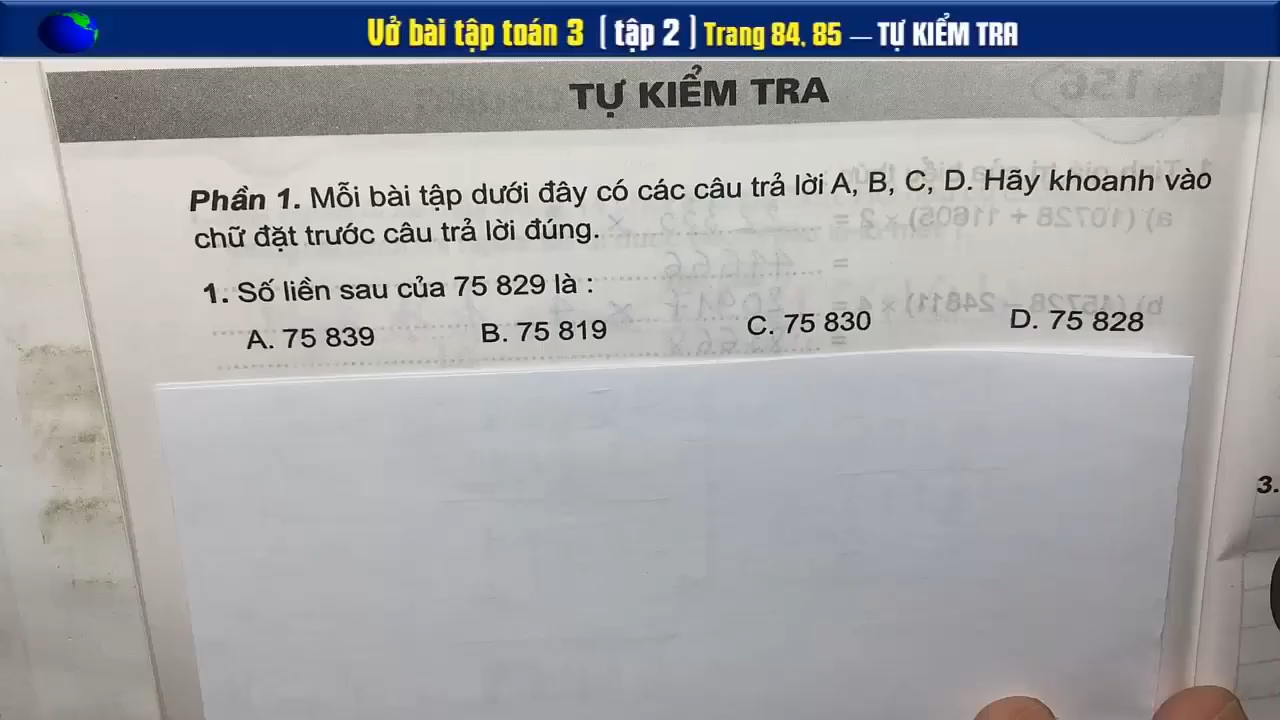 Vở bài tập toán 3 ( tập 2 ) Trang 84, 85 – TỰ KIỂM TRA
TỰ KIỂM TRA
Phần 1. Mỗi bài tập dưới đây có các câu trả lời A, B, C, D. Hãy khoanh vào
chữ đặt trước câu trả lời đúng.
1. Số liền sau của 75 829 là :
A. 75 839 B. 75 819 C. 75 830 D. 75 828
3.